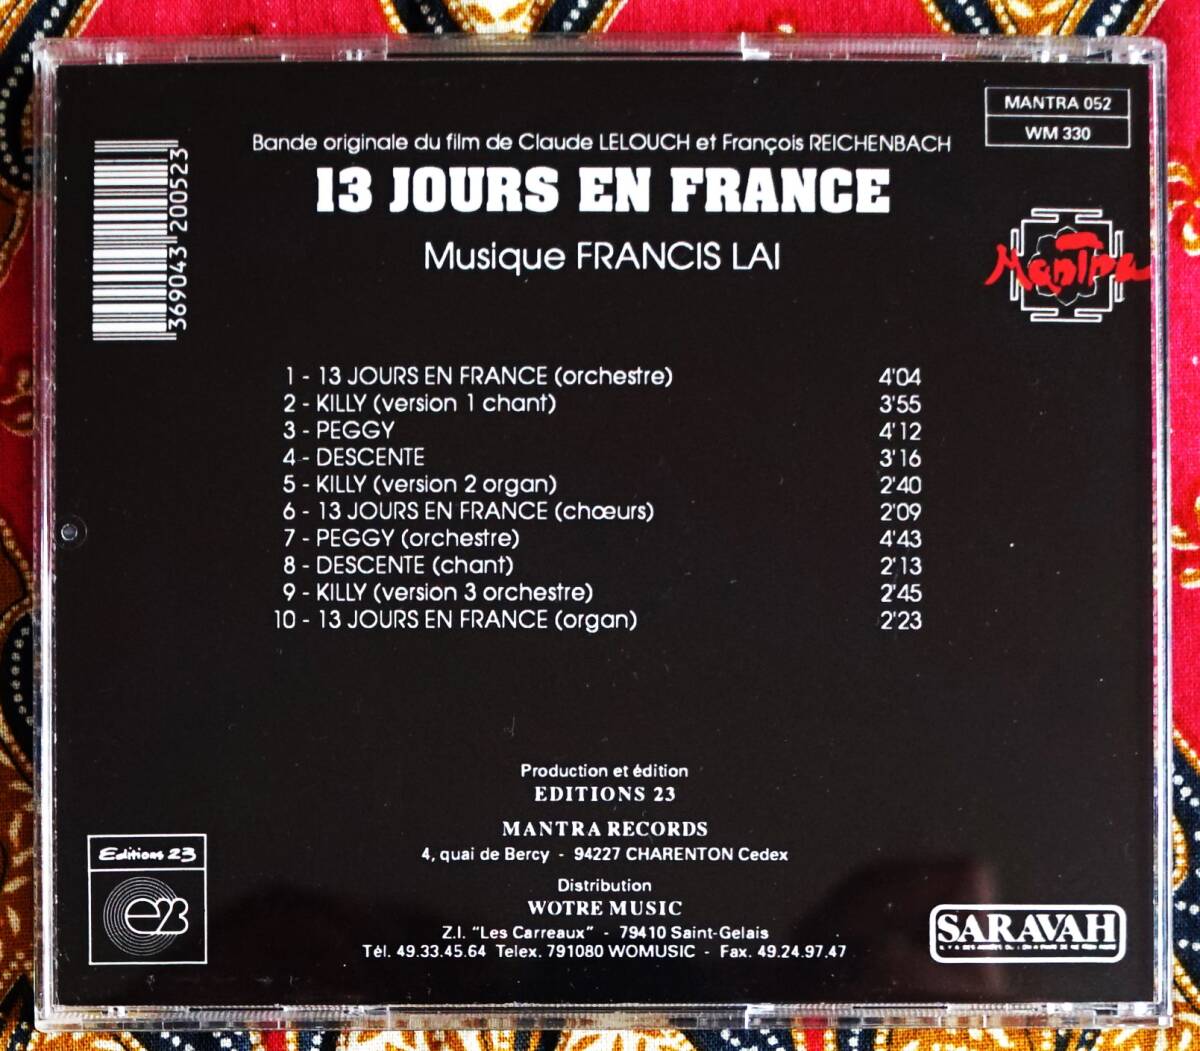 MANTRA 052
WM 330
Bande originale du film de Claude LELOUCH et François REICHENBACH
13 JOURS EN FRANCE
Musique FRANCIS LAI
3369043 200523
Mantra
1 - 13 JOURS EN FRANCE (orchestre) 4'04
2 - KILLY (version 1 chant) 3'55
3 - PEGGY 4'12
4 - DESCENTE 3'16
5 - KILLY (version 2 organ) 2'40
6 - 13 JOURS EN FRANCE (chœurs) 2'09
7 - PEGGY (orchestre) 4'43
8 - DESCENTE (chant) 2'13
9 - KILLY (version 3 orchestre) 2'45
10 - 13 JOURS EN FRANCE (organ) 2'23
Production et édition
EDITIONS 23
MANTRA RECORDS
4, quai de Bercy - 94227 CHARENTON Cedex
Distribution
WOTRE MUSIC
Z.I. "Les Carreaux" - 79410 Saint-Gelais
Tél. 49.33.45.64 Telex. 791080 WOMUSIC - Fax. 49.24.97.47
Editions 23
e23
SARAVAH